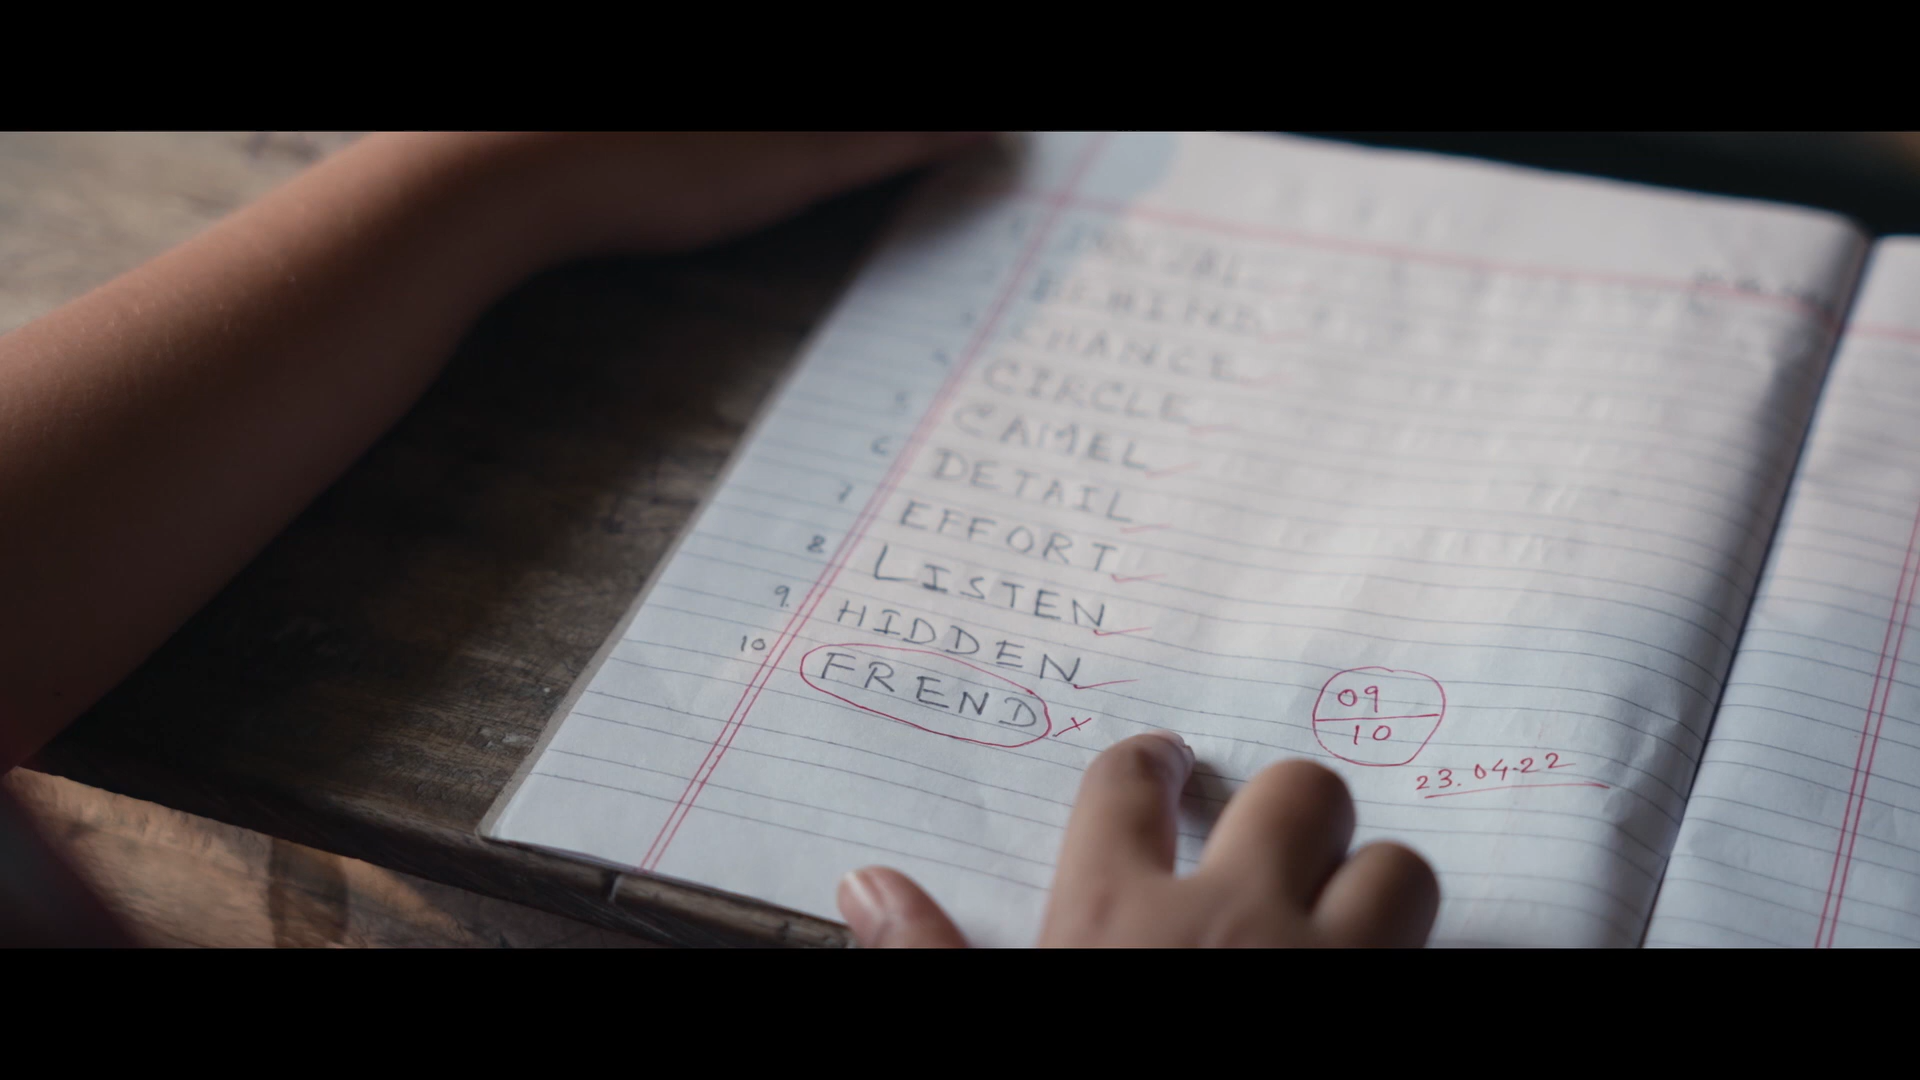 BEHIND
CHANCE
4 CIRCLE
5 CAMEL
6 DETAIL
7 EFFORT
8 LISTEN
9. HIDDEN
10. FREND ×
09
10
23.04.22